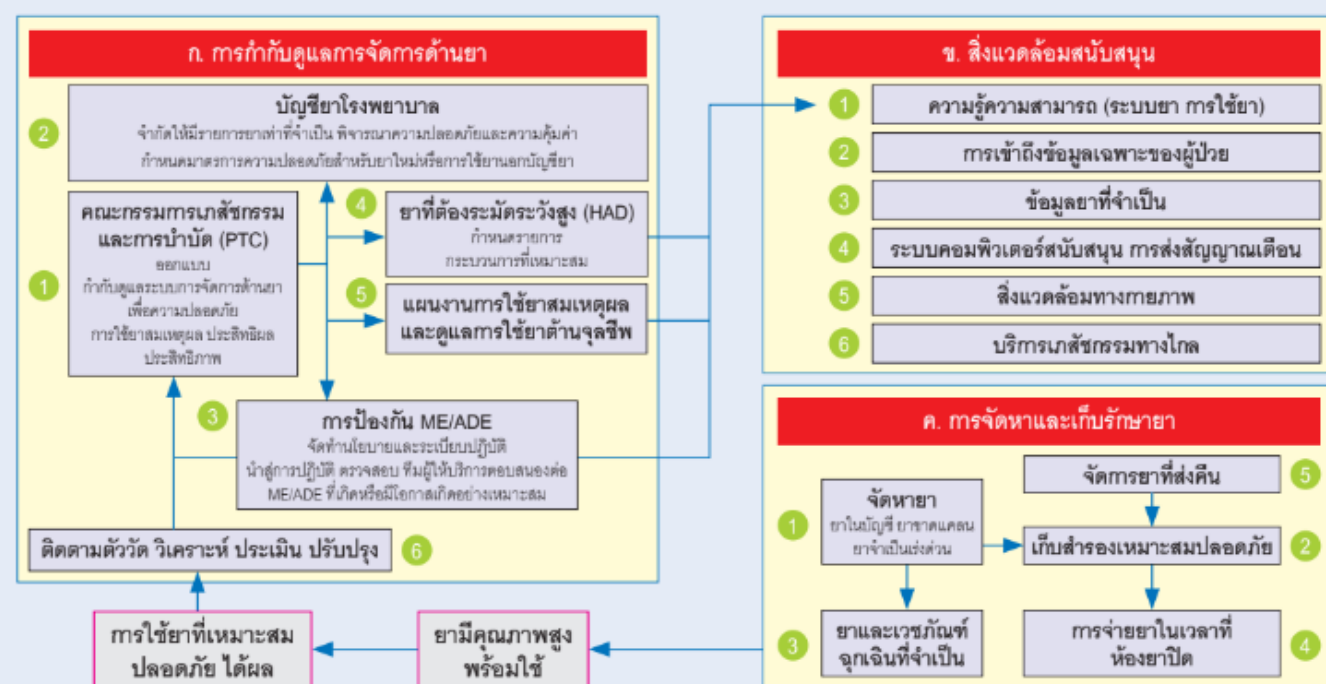 ก. การกำกับดูแลการจัดการด้านยา
2
บัญชียาโรงพยาบาล
จำกัดให้มีรายการยาเท่าที่จำเป็น พิจารณาความปลอดภัยและความคุ้มค่า
กำหนดมาตรการความปลอดภัยสำหรับยาใหม่หรือการใช้ยานอกบัญชียา
1
คณะกรรมการเภสัชกรรม
และการบำบัด (PTC)
ออกแบบ
กำกับดูแลระบบการจัดการด้านยา
เพื่อความปลอดภัย
การใช้ยาสมเหตุผล ประสิทธิผล
ประสิทธิภาพ
4
ยาที่ต้องระมัดระวังสูง (HAD)
กำหนดรายการ
กระบวนการที่เหมาะสม
5
แผนงานการใช้ยาสมเหตุผล
และดูแลการใช้ยาต้านจุลชีพ
3
การป้องกัน ME/ADE
จัดทำนโยบายและระเบียบปฏิบัติ
นำสู่การปฏิบัติ ตรวจสอบ ทีมผู้ให้บริการตอบสนองต่อ
ME/ADE ที่เกิดหรือมีโอกาสเกิดอย่างเหมาะสม
ติดตามตัววัด วิเคราะห์ ประเมิน ปรับปรุง
6
การใช้ยาที่เหมาะสม
ปลอดภัย ได้ผล
ยามีคุณภาพสูง
พร้อมใช้
ข. สิ่งแวดล้อมสนับสนุน
1 ความรู้ความสามารถ (ระบบยา การใช้ยา)
2 การเข้าถึงข้อมูลเฉพาะของผู้ป่วย
3 ข้อมูลยาที่จำเป็น
4 ระบบคอมพิวเตอร์สนับสนุน การส่งสัญญาณเตือน
5 สิ่งแวดล้อมทางกายภาพ
6 บริการเภสัชกรรมทางไกล
ค. การจัดหาและเก็บรักษายา
1
จัดหายา
ยาในบัญชี ยาขาดแคลน
ยาจำเป็นเร่งด่วน
จัดการยาที่ส่งคืน 5
เก็บสำรองเหมาะสมปลอดภัย 2
3
ยาและเวชภัณฑ์
ฉุกเฉินที่จำเป็น
การจ่ายยาในเวลาที่
ห้องยาปิด
4